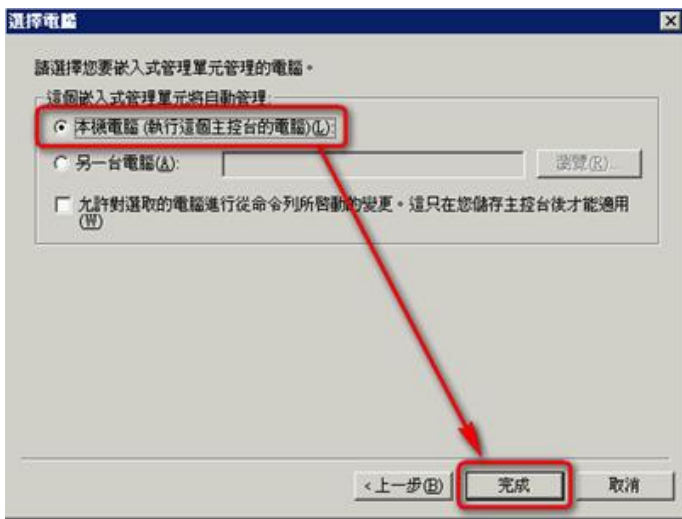 選擇電腦
請選擇您要嵌入式管理單元管理的電腦。
這個嵌入式管理單元將自動管理:
本機電腦 (執行這個主控台的電腦)(L):
另一台電腦(A):
瀏覽(R)...
允許對選取的電腦進行從命令列所啟動的變更。這只在您儲存主控台後才能適用
(W)
<上一步(B)
完成
取消